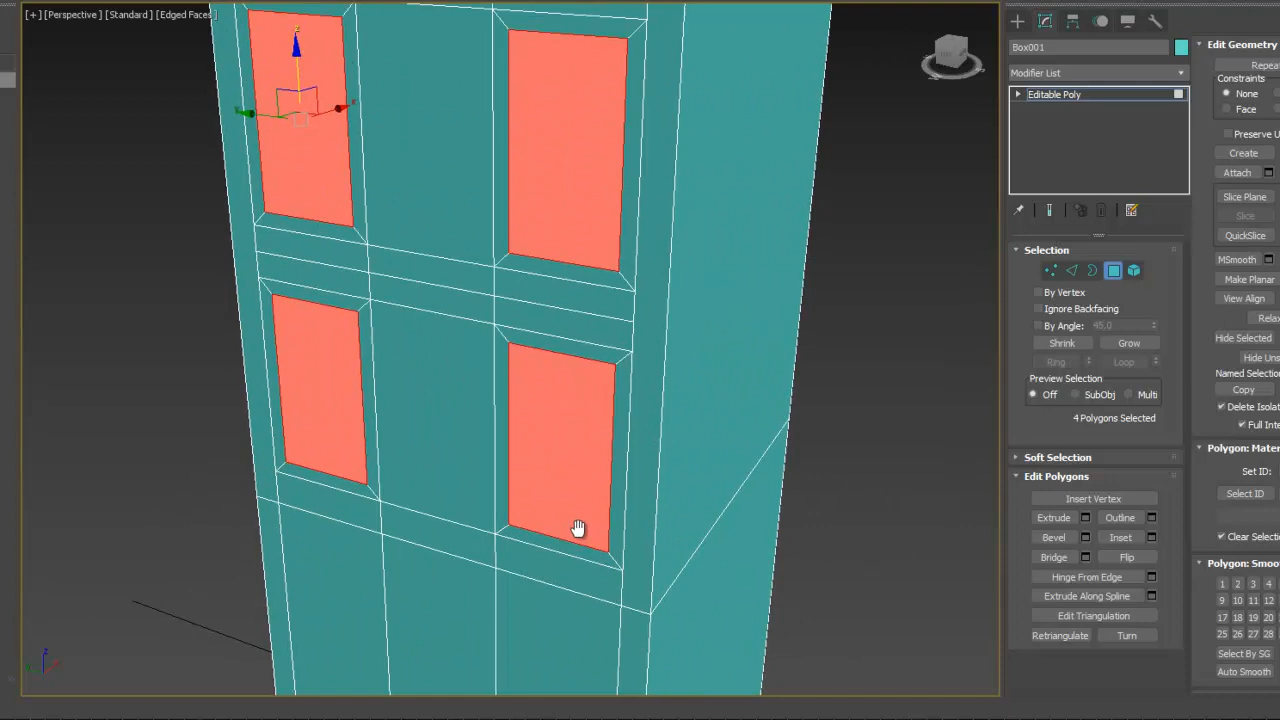 [+] [Perspective] [Standard] [Edged Faces]
Box001
Modifier List
Editable Poly
Selection
By Vertex
Ignore Backfacing
By Angle: 45.0
Shrink Grow
Ring Loop
Preview Selection
Off SubObj Multi
4 Polygons Selected
Soft Selection
Edit Polygons
Insert Vertex
Extrude Outline
Bevel Inset
Bridge Flip
Hinge From Edge
Extrude Along Spline
Edit Triangulation
Retriangulate Turn
Edit Geometry
Repeat
Constraints
None
Face
Preserve U
Create
Attach
Slice Plane
Slice
QuickSlice
MSmooth
Make Planar
View Align
Relax
Hide Selected
Hide Uns
Named Selection
Copy
Delete Isolat
Full Inte
Polygon: Mater
Set ID:
Select ID
Clear Selectio
Polygon: Smoo
1 2 3 4
9 10 11 12
17 18 19 20
25 26 27 28
Select By SG
Auto Smooth